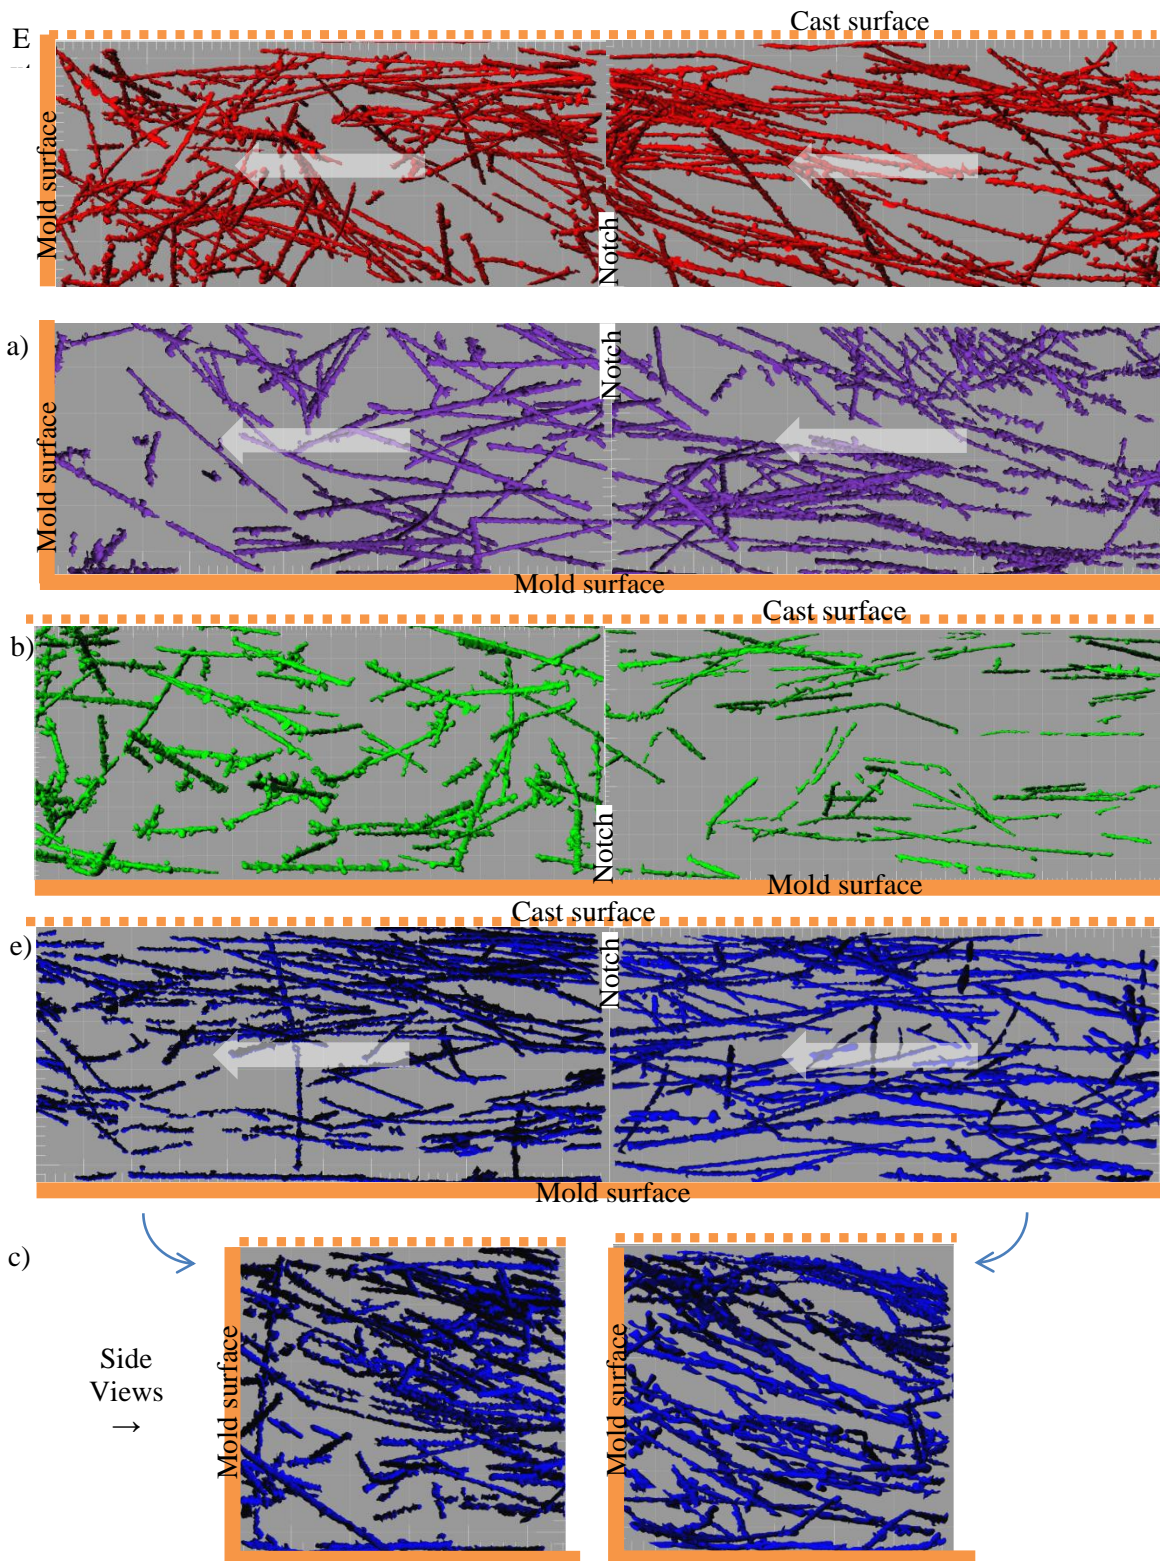 Cast surface
E
Mold surface
Notch
a)
Notch
Mold surface
Mold surface
Cast surface
b)
Notch
Mold surface
Cast surface
e)
Notch
Mold surface
c)
Mold surface
Mold surface
Side
Views
→